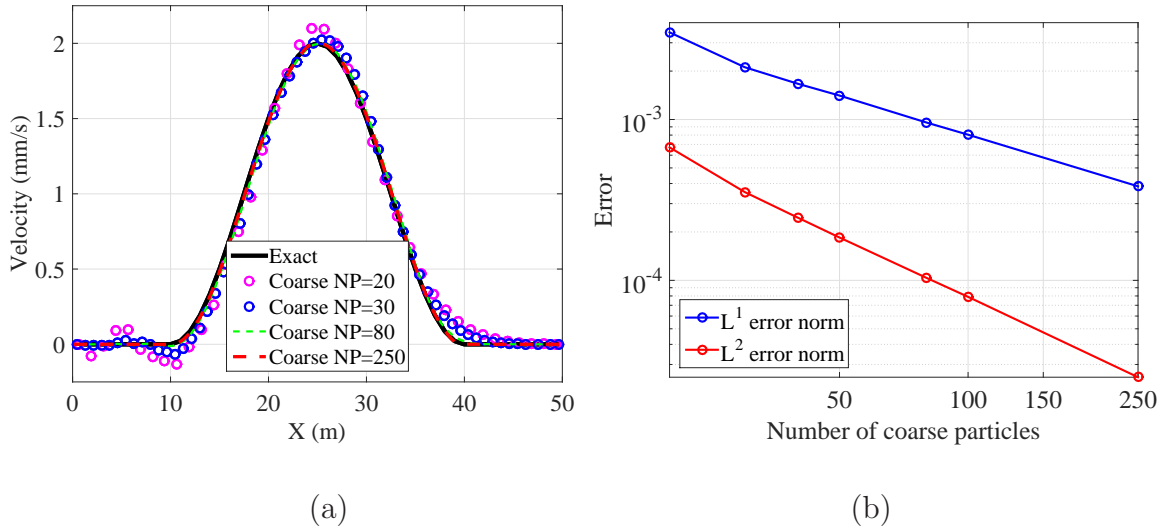 2
1.5
1
0.5
0
Velocity (mm/s)
0 10 20 30 40 50
X (m)
Exact
Coarse NP=20
Coarse NP=30
Coarse NP=80
Coarse NP=250
(a)
10^-3
10^-4
Error
50 100 150 250
Number of coarse particles
L^1 error norm
L^2 error norm
(b)